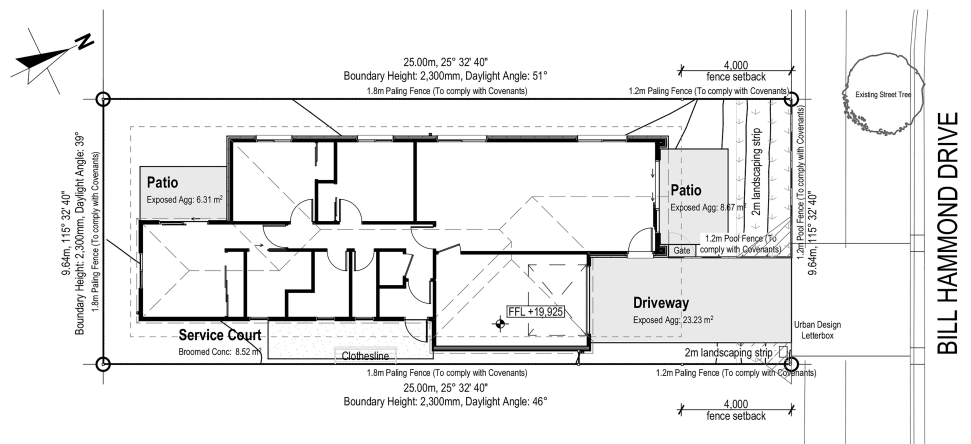 N
25.00m, 25° 32' 40"
Boundary Height: 2,300mm, Daylight Angle: 51°
1.8m Paling Fence (To comply with Covenants)
4,000
fence setback
1.2m Paling Fence (To comply with Covenants)
Existing Street Tree
BILL HAMMOND DRIVE
9.64m, 115° 32' 40"
Boundary Height: 2,300mm, Daylight Angle: 39°
1.8m Paling Fence (To comply with Covenants)
Patio
Exposed Agg: 6.31 m²
Patio
Exposed Agg: 8.67 m²
2m landscaping strip
1.2m Pool Fence (To comply with Covenants)
9.64m, 115° 32' 40"
1.2m Pool Fence (To
comply with Covenants)
Gate
Driveway
Exposed Agg: 23.23 m²
FFL +19,925
Urban Design
Letterbox
Service Court
Broomed Conc: 8.52 m²
Clothesline
2m landscaping strip
1.8m Paling Fence (To comply with Covenants)
1.2m Paling Fence (To comply with Covenants)
25.00m, 25° 32' 40"
Boundary Height: 2,300mm, Daylight Angle: 46°
4,000
fence setback